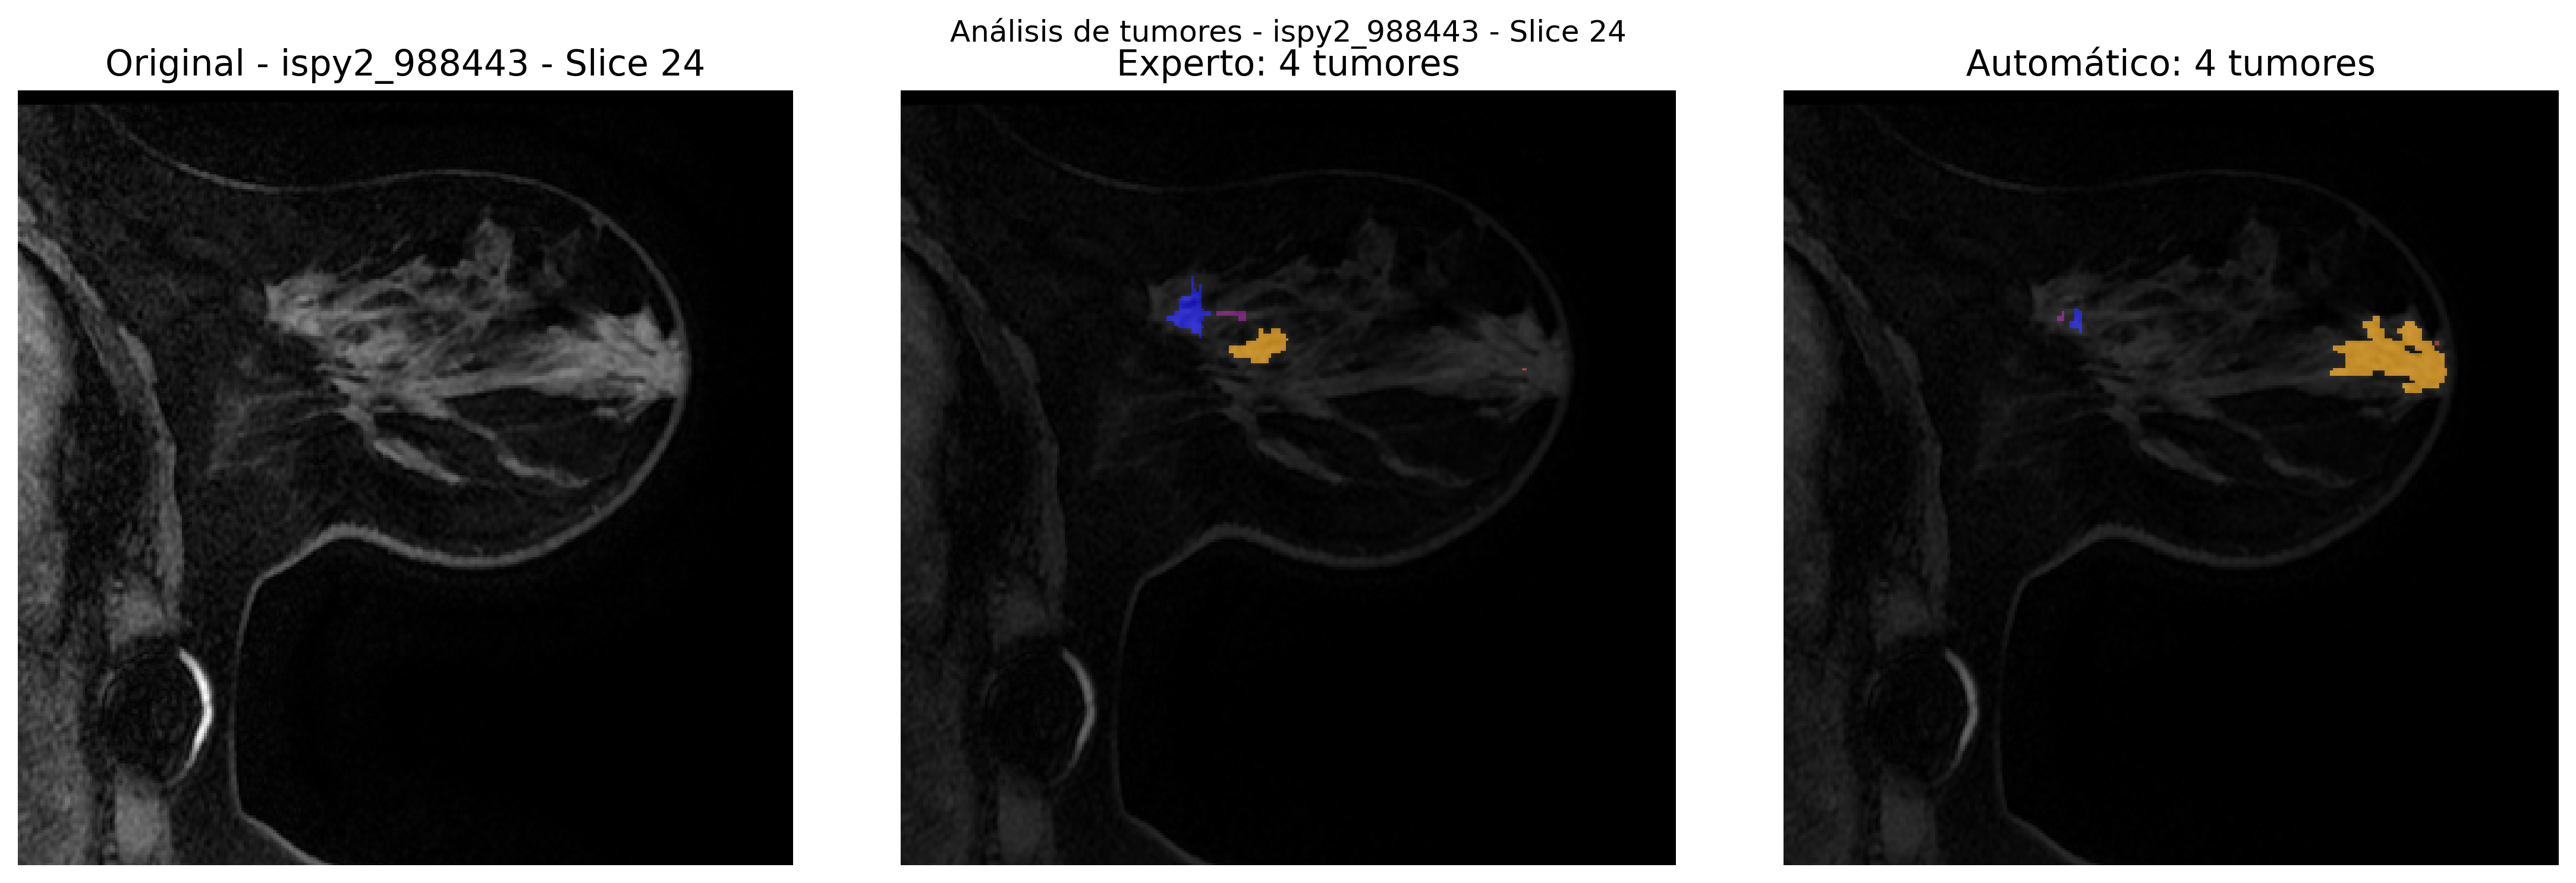 Análisis de tumores - ispy2_988443 - Slice 24
Original - ispy2_988443 - Slice 24
Experto: 4 tumores
Automático: 4 tumores